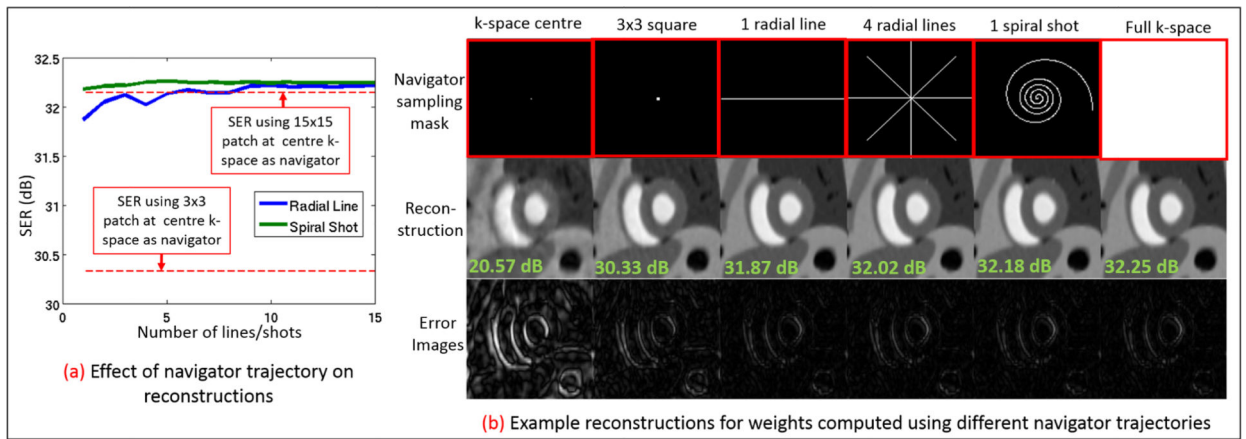 k-space centre 3x3 square 1 radial line 4 radial lines 1 spiral shot Full k-space
32.5
32
31.5
31
30.5
30
SER (dB)
SER using 15x15
patch at centre k-
space as navigator
SER using 3x3
patch at centre k-
space as navigator
Radial Line
Spiral Shot
0 5 10 15
Number of lines/shots
(a) Effect of navigator trajectory on
reconstructions
Navigator
sampling
mask
Recon-
struction
20.57 dB 30.33 dB 31.87 dB 32.02 dB 32.18 dB 32.25 dB
Error
Images
(b) Example reconstructions for weights computed using different navigator trajectories